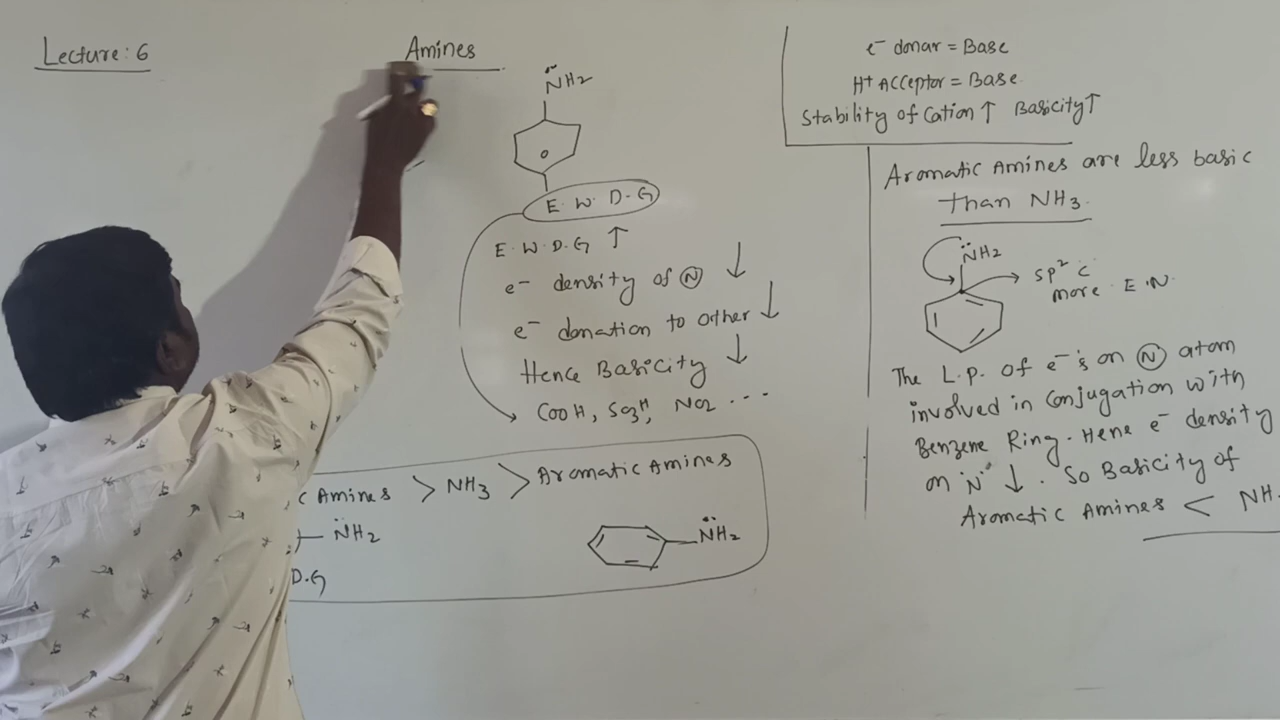 Lecture: 6
Amines
NH2
E. W. D. G
E. W. D. G ↑
e⁻ density of N ↓
e⁻ donation to other ↓
Hence Basicity ↓
COOH, SO3H, NO2 ...
c Amines > NH3 > Aromatic Amines
NH2
NH2
D.G
e⁻ donar = Base
H+ Acceptor = Base
Stability of Cation ↑ Basicity ↑
Aromatic Amines are less basic
than NH3.
NH2
sp² C
more E.N.
The L.P. of e⁻'s on N atom
involved in Conjugation with
Benzene Ring. Hene e⁻ density
on N ↓. So Basicity of
Aromatic Amines < NH